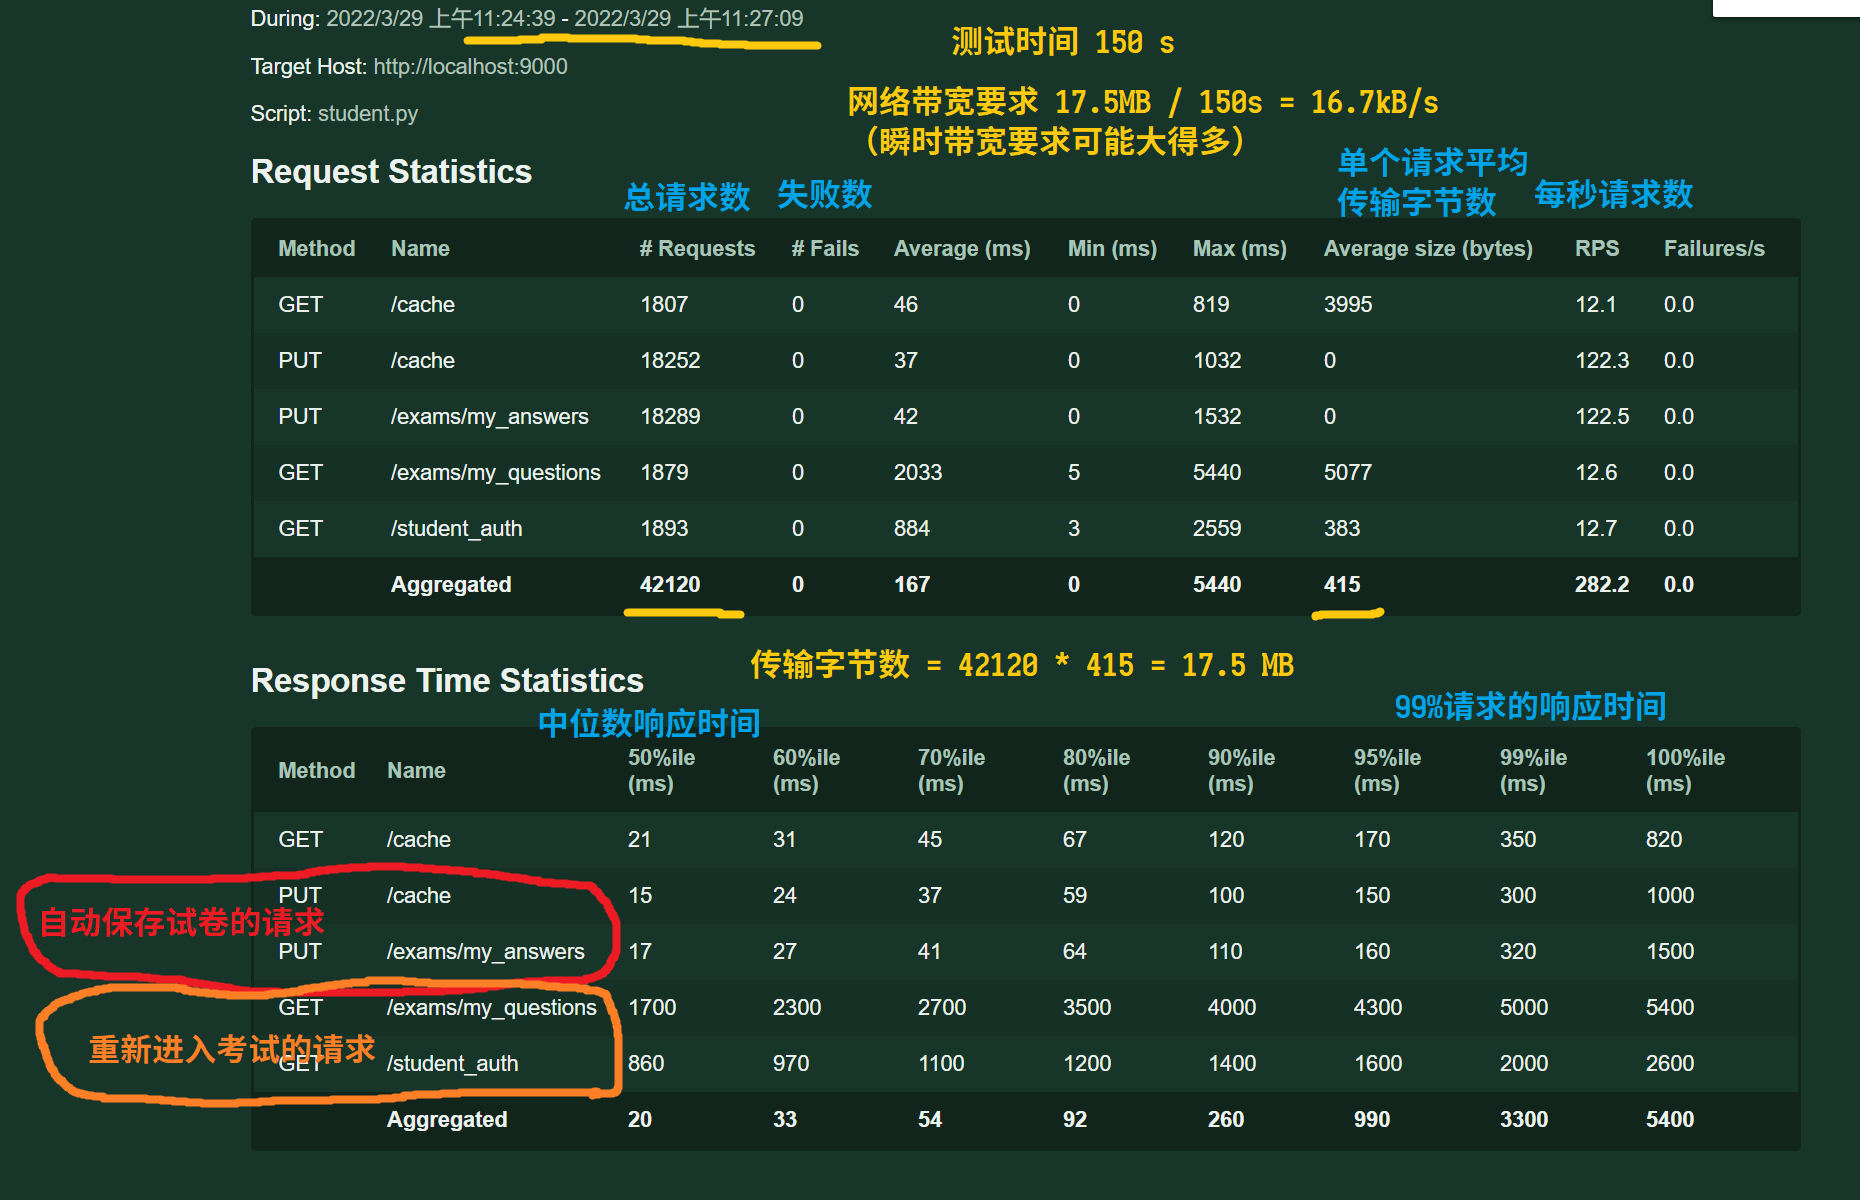 During: 2022/3/29 上午11:24:39 - 2022/3/29 上午11:27:09
测试时间 150 s
Target Host: http://localhost:9000
网络带宽要求 17.5MB / 150s = 16.7kB/s
Script: student.py
（瞬时带宽要求可能大得多）
Request Statistics
总请求数 失败数
单个请求平均
传输字节数
每秒请求数
Method Name # Requests # Fails Average (ms) Min (ms) Max (ms) Average size (bytes) RPS Failures/s
GET /cache 1807 0 46 0 819 3995 12.1 0.0
PUT /cache 18252 0 37 0 1032 0 122.3 0.0
PUT /exams/my_answers 18289 0 42 0 1532 0 122.5 0.0
GET /exams/my_questions 1879 0 2033 5 5440 5077 12.6 0.0
GET /student_auth 1893 0 884 3 2559 383 12.7 0.0
Aggregated 42120 0 167 0 5440 415 282.2 0.0
传输字节数 = 42120 * 415 = 17.5 MB
Response Time Statistics
中位数响应时间
99%请求的响应时间
Method Name 50%ile (ms) 60%ile (ms) 70%ile (ms) 80%ile (ms) 90%ile (ms) 95%ile (ms) 99%ile (ms) 100%ile (ms)
GET /cache 21 31 45 67 120 170 350 820
PUT /cache 15 24 37 59 100 150 300 1000
自动保存试卷的请求
PUT /exams/my_answers 17 27 41 64 110 160 320 1500
GET /exams/my_questions 1700 2300 2700 3500 4000 4300 5000 5400
重新进入考试的请求
GET /student_auth 860 970 1100 1200 1400 1600 2000 2600
Aggregated 20 33 54 92 260 990 3300 5400